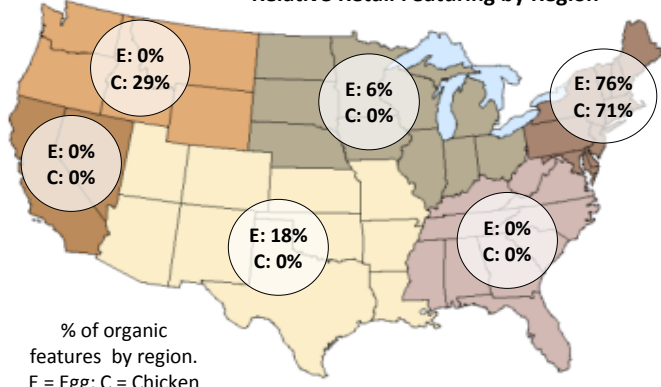 Relative Retail Featuring by Region
E: 0%
C: 29%
E: 6%
C: 0%
E: 76%
C: 71%
E: 0%
C: 0%
E: 18%
C: 0%
E: 0%
C: 0%
% of organic
features by region.
E = Egg; C = Chicken